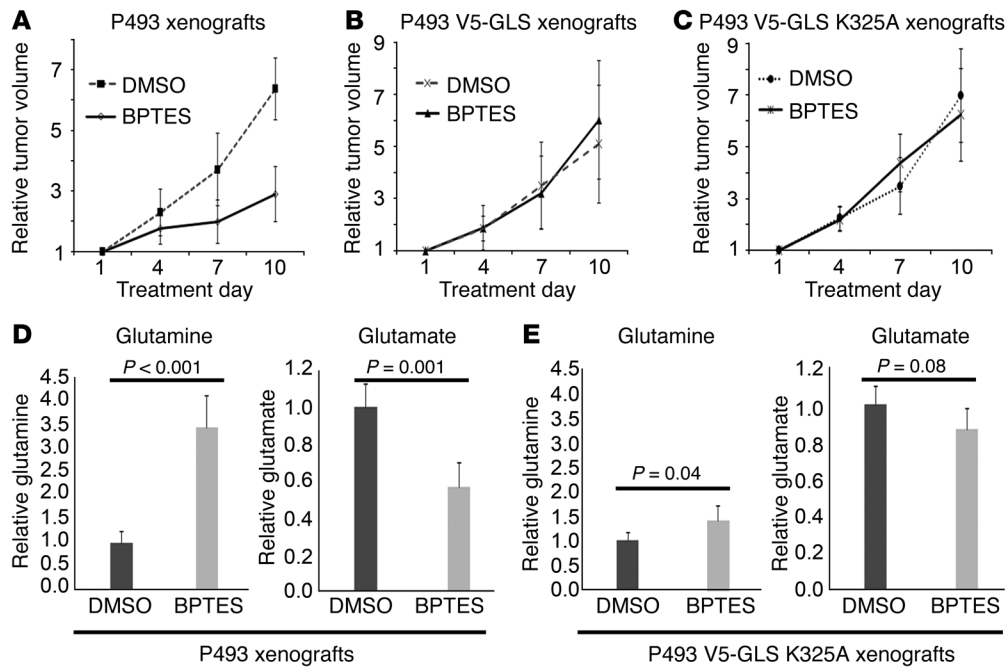 A
P493 xenografts
Relative tumor volume
7
5
3
1
DMSO
BPTES
1 4 7 10
Treatment day
B
P493 V5-GLS xenografts
Relative tumor volume
9
7
5
3
1
DMSO
BPTES
1 4 7 10
Treatment day
C
P493 V5-GLS K325A xenografts
Relative tumor volume
9
7
5
3
1
DMSO
BPTES
1 4 7 10
Treatment day
D
Glutamine
P < 0.001
Relative glutamine
4.5
4.0
3.5
3.0
2.5
2.0
1.5
1.0
0.5
0.0
DMSO BPTES
Glutamate
P = 0.001
Relative glutamate
1.2
1.0
0.8
0.6
0.4
0.2
0.0
DMSO BPTES
P493 xenografts
E
Glutamine
P = 0.04
Relative glutamine
4.5
4.0
3.5
3.0
2.5
2.0
1.5
1.0
0.5
0.0
DMSO BPTES
Glutamate
P = 0.08
Relative glutamate
1.2
1.0
0.8
0.6
0.4
0.2
0.0
DMSO BPTES
P493 V5-GLS K325A xenografts